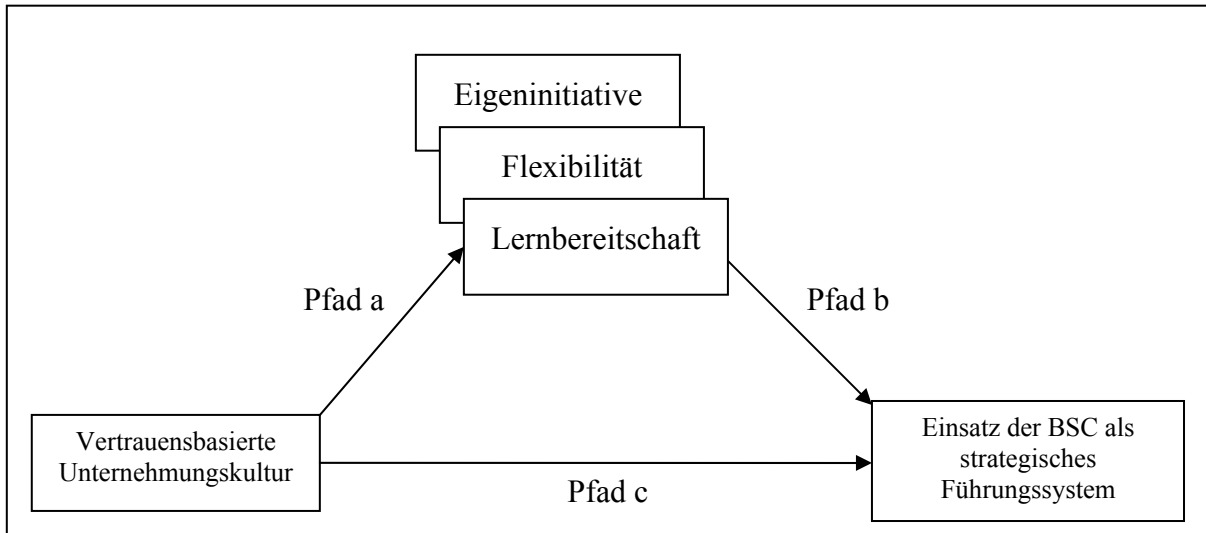 Eigeninitiative
Flexibilität
Lernbereitschaft
Pfad a
Pfad b
Vertrauensbasierte
Unternehmungskultur
Einsatz der BSC als
strategisches
Führungssystem
Pfad c